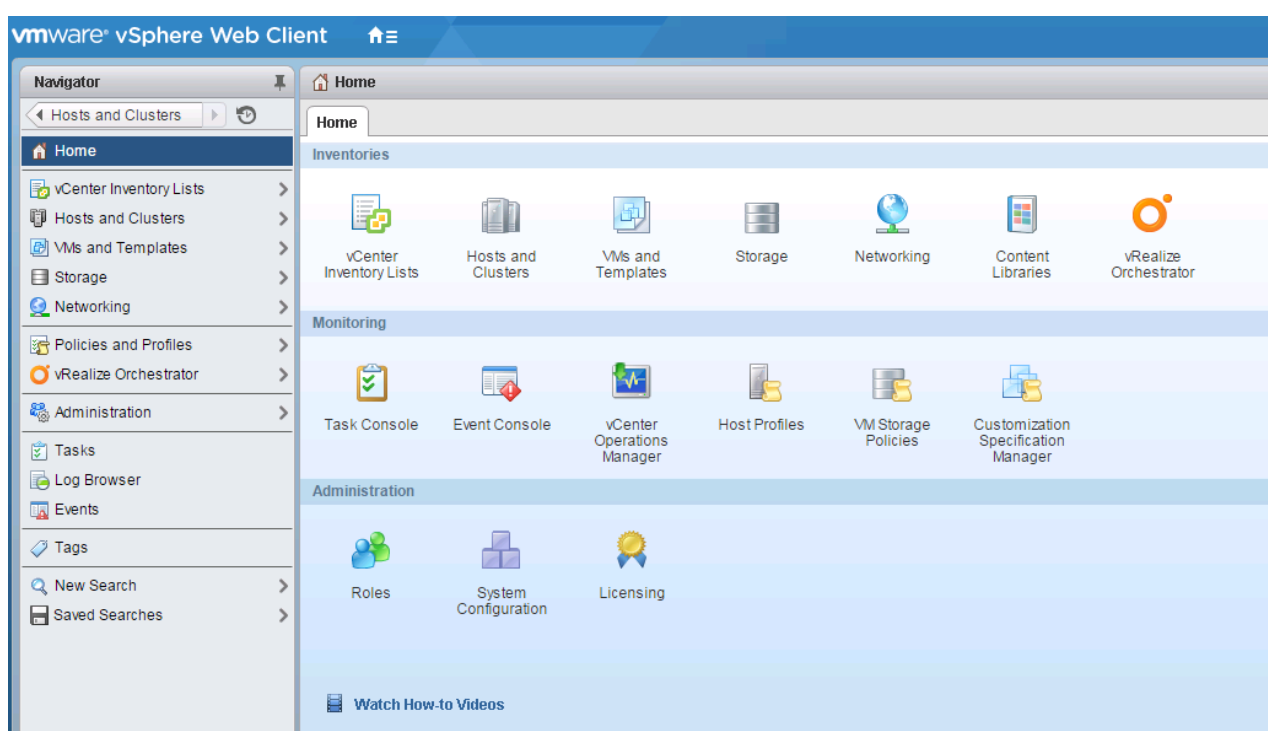 vmware® vSphere Web Client
Navigator
Hosts and Clusters
Home
vCenter Inventory Lists
Hosts and Clusters
VMs and Templates
Storage
Networking
Policies and Profiles
vRealize Orchestrator
Administration
Tasks
Log Browser
Events
Tags
New Search
Saved Searches
Home
Home
Inventories
vCenter
Inventory Lists
Hosts and
Clusters
VMs and
Templates
Storage
Networking
Content
Libraries
vRealize
Orchestrator
Monitoring
Task Console
Event Console
vCenter
Operations
Manager
Host Profiles
VM Storage
Policies
Customization
Specification
Manager
Administration
Roles
System
Configuration
Licensing
Watch How-to Videos